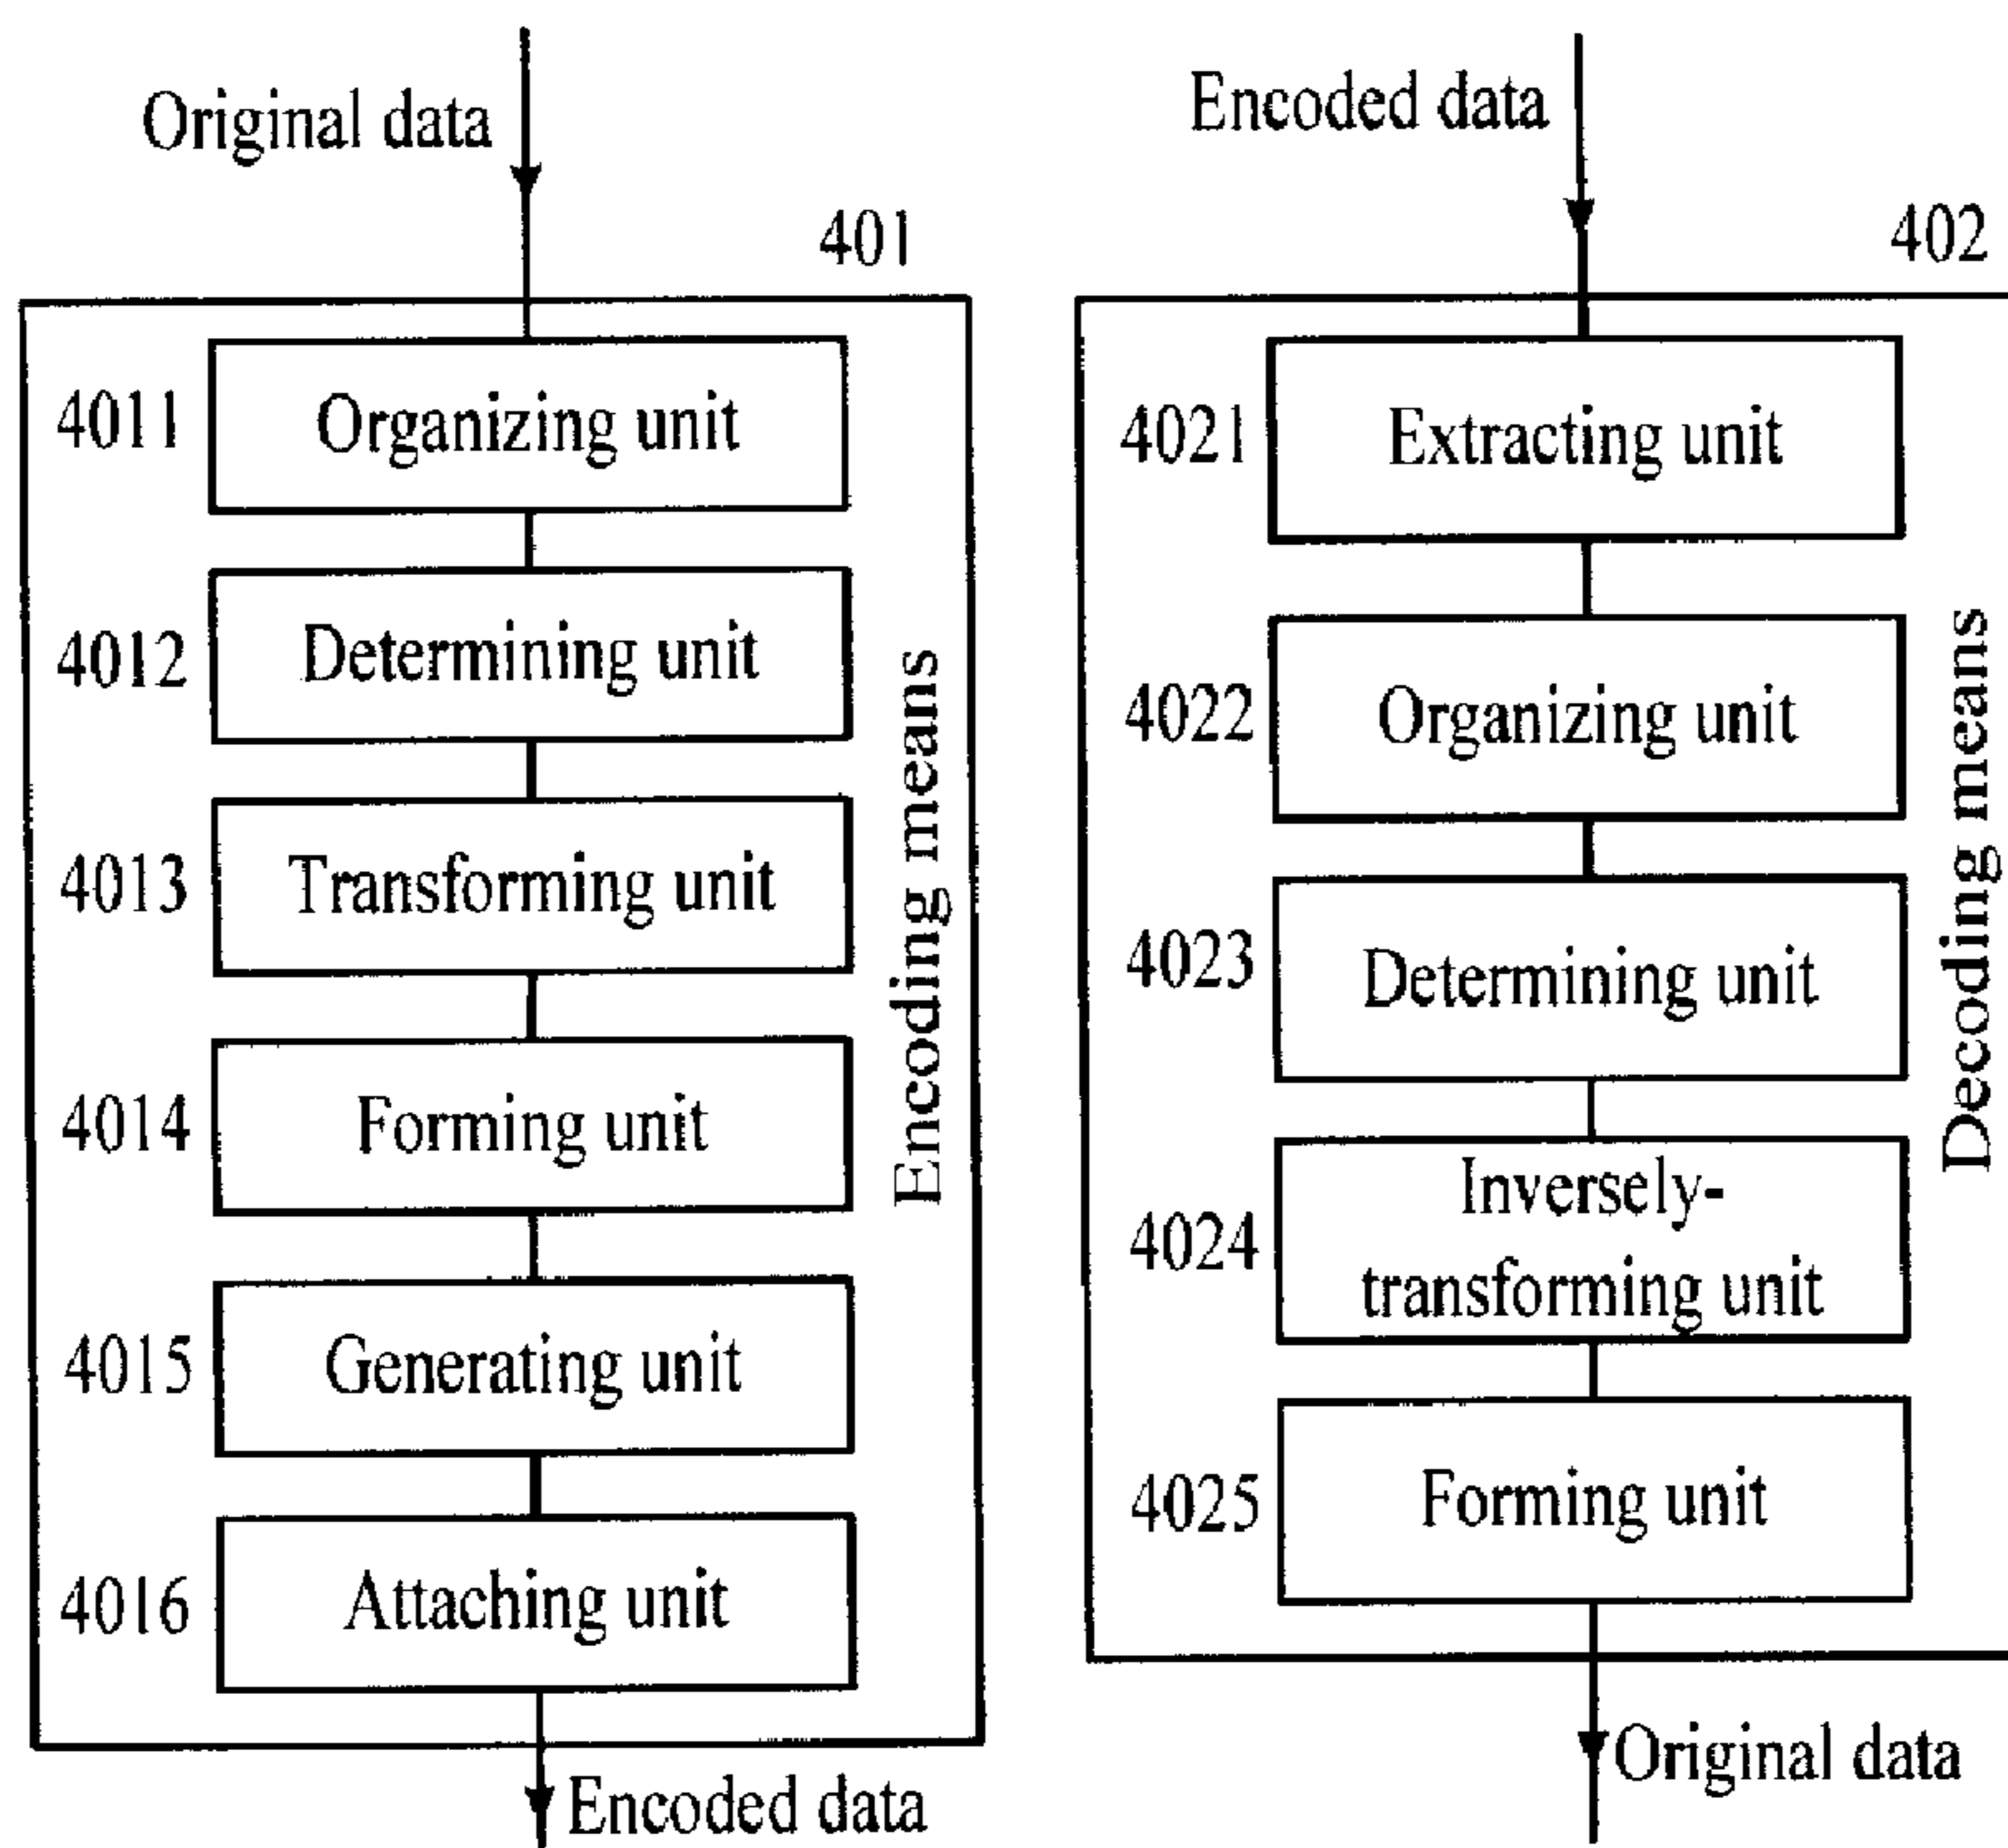 Original data
401
4011 Organizing unit
4012 Determining unit
4013 Transforming unit
4014 Forming unit
4015 Generating unit
4016 Attaching unit
Encoding means
Encoded data
Encoded data
402
4021 Extracting unit
4022 Organizing unit
4023 Determining unit
4024 Inversely-
transforming unit
4025 Forming unit
Decoding means
Original data